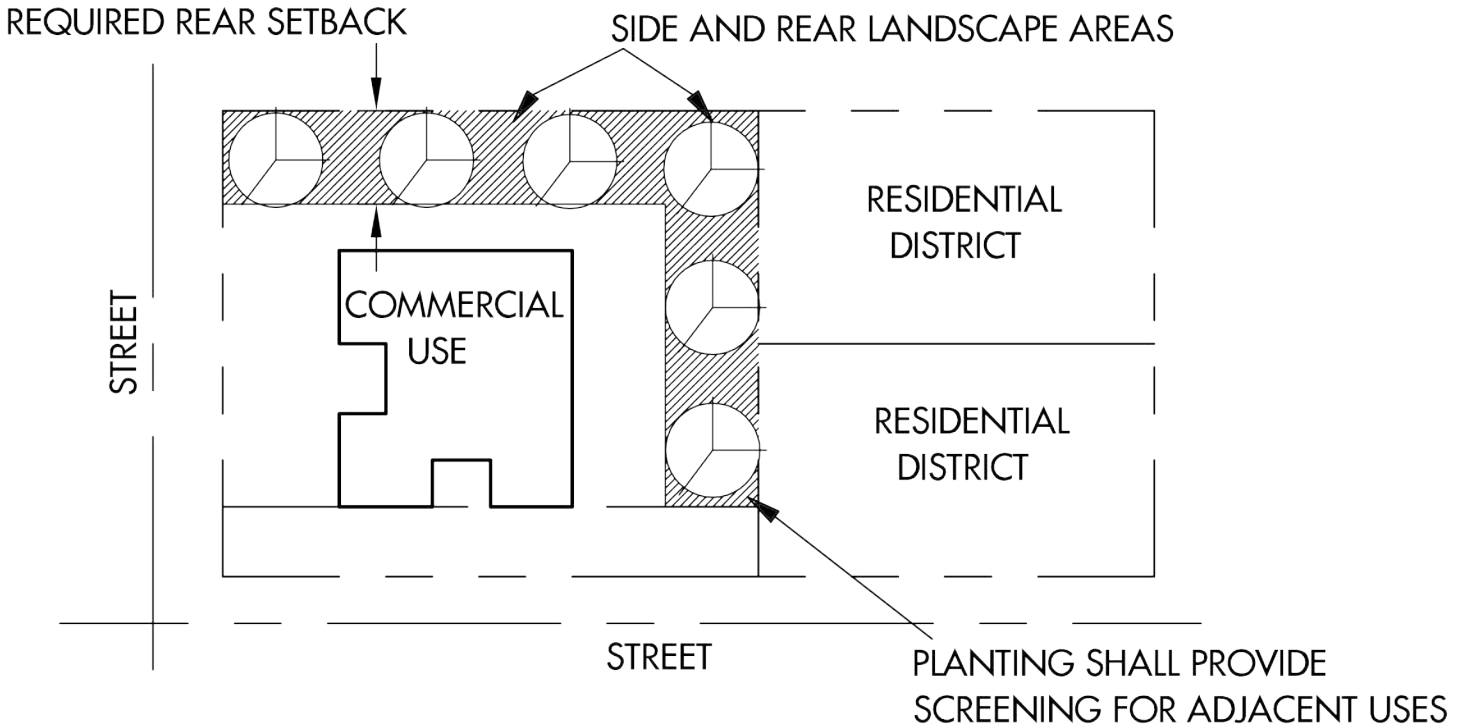 REQUIRED REAR SETBACK
SIDE AND REAR LANDSCAPE AREAS
RESIDENTIAL
DISTRICT
COMMERCIAL
USE
STREET
RESIDENTIAL
DISTRICT
STREET
PLANTING SHALL PROVIDE
SCREENING FOR ADJACENT USES